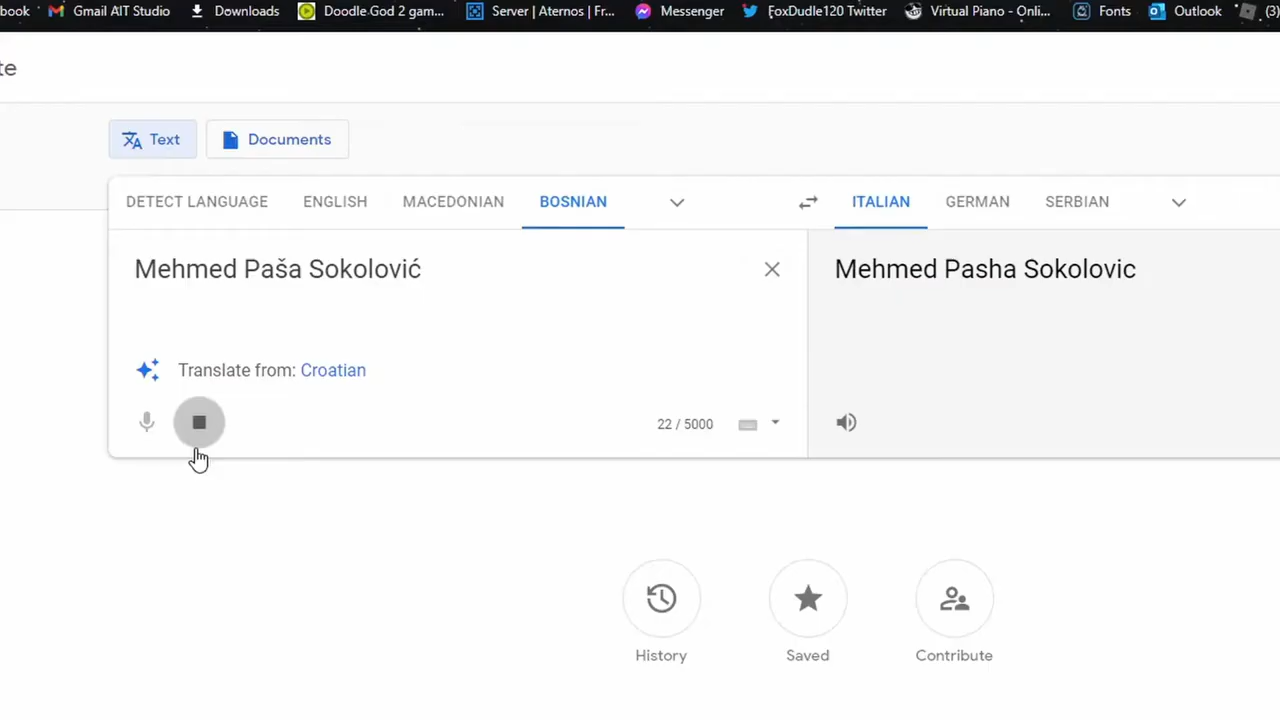 book Gmail AIT Studio Downloads Doodle God 2 gam... Server | Aternos | Fr... Messenger FoxDudle120 Twitter Virtual Piano - Onli... Fonts Outlook (3)
te
Text Documents
DETECT LANGUAGE ENGLISH MACEDONIAN BOSNIAN ITALIAN GERMAN SERBIAN
Mehmed Paša Sokolović Mehmed Pasha Sokolovic
Translate from: Croatian
22 / 5000
History Saved Contribute